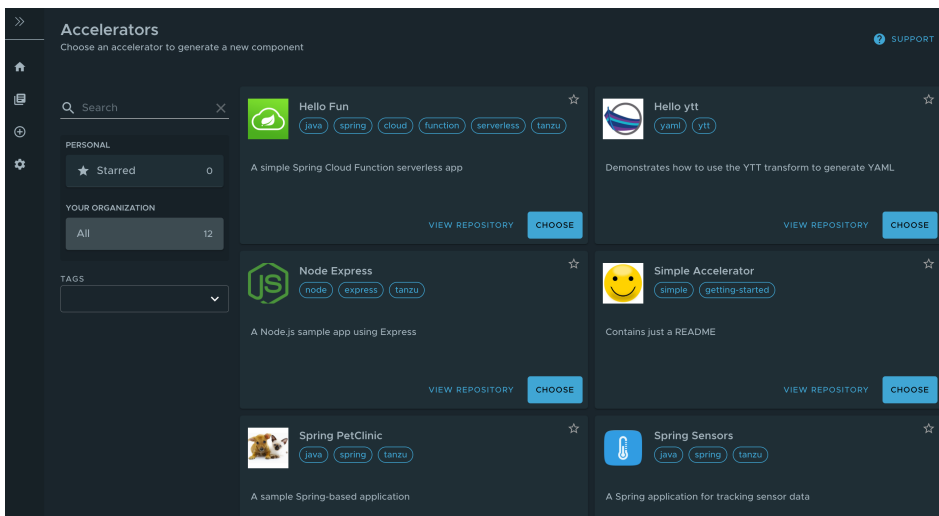 Accelerators
Choose an accelerator to generate a new component
SUPPORT
Search
PERSONAL
Starred 0
YOUR ORGANIZATION
All 12
TAGS
Hello Fun
java spring cloud function serverless tanzu
A simple Spring Cloud Function serverless app
VIEW REPOSITORY CHOOSE
Hello ytt
yaml ytt
Demonstrates how to use the YTT transform to generate YAML
VIEW REPOSITORY CHOOSE
JS
Node Express
node express tanzu
A Node.js sample app using Express
VIEW REPOSITORY CHOOSE
Simple Accelerator
simple getting-started
Contains just a README
VIEW REPOSITORY CHOOSE
Spring PetClinic
java spring tanzu
A sample Spring-based application
Spring Sensors
java spring tanzu
A Spring application for tracking sensor data